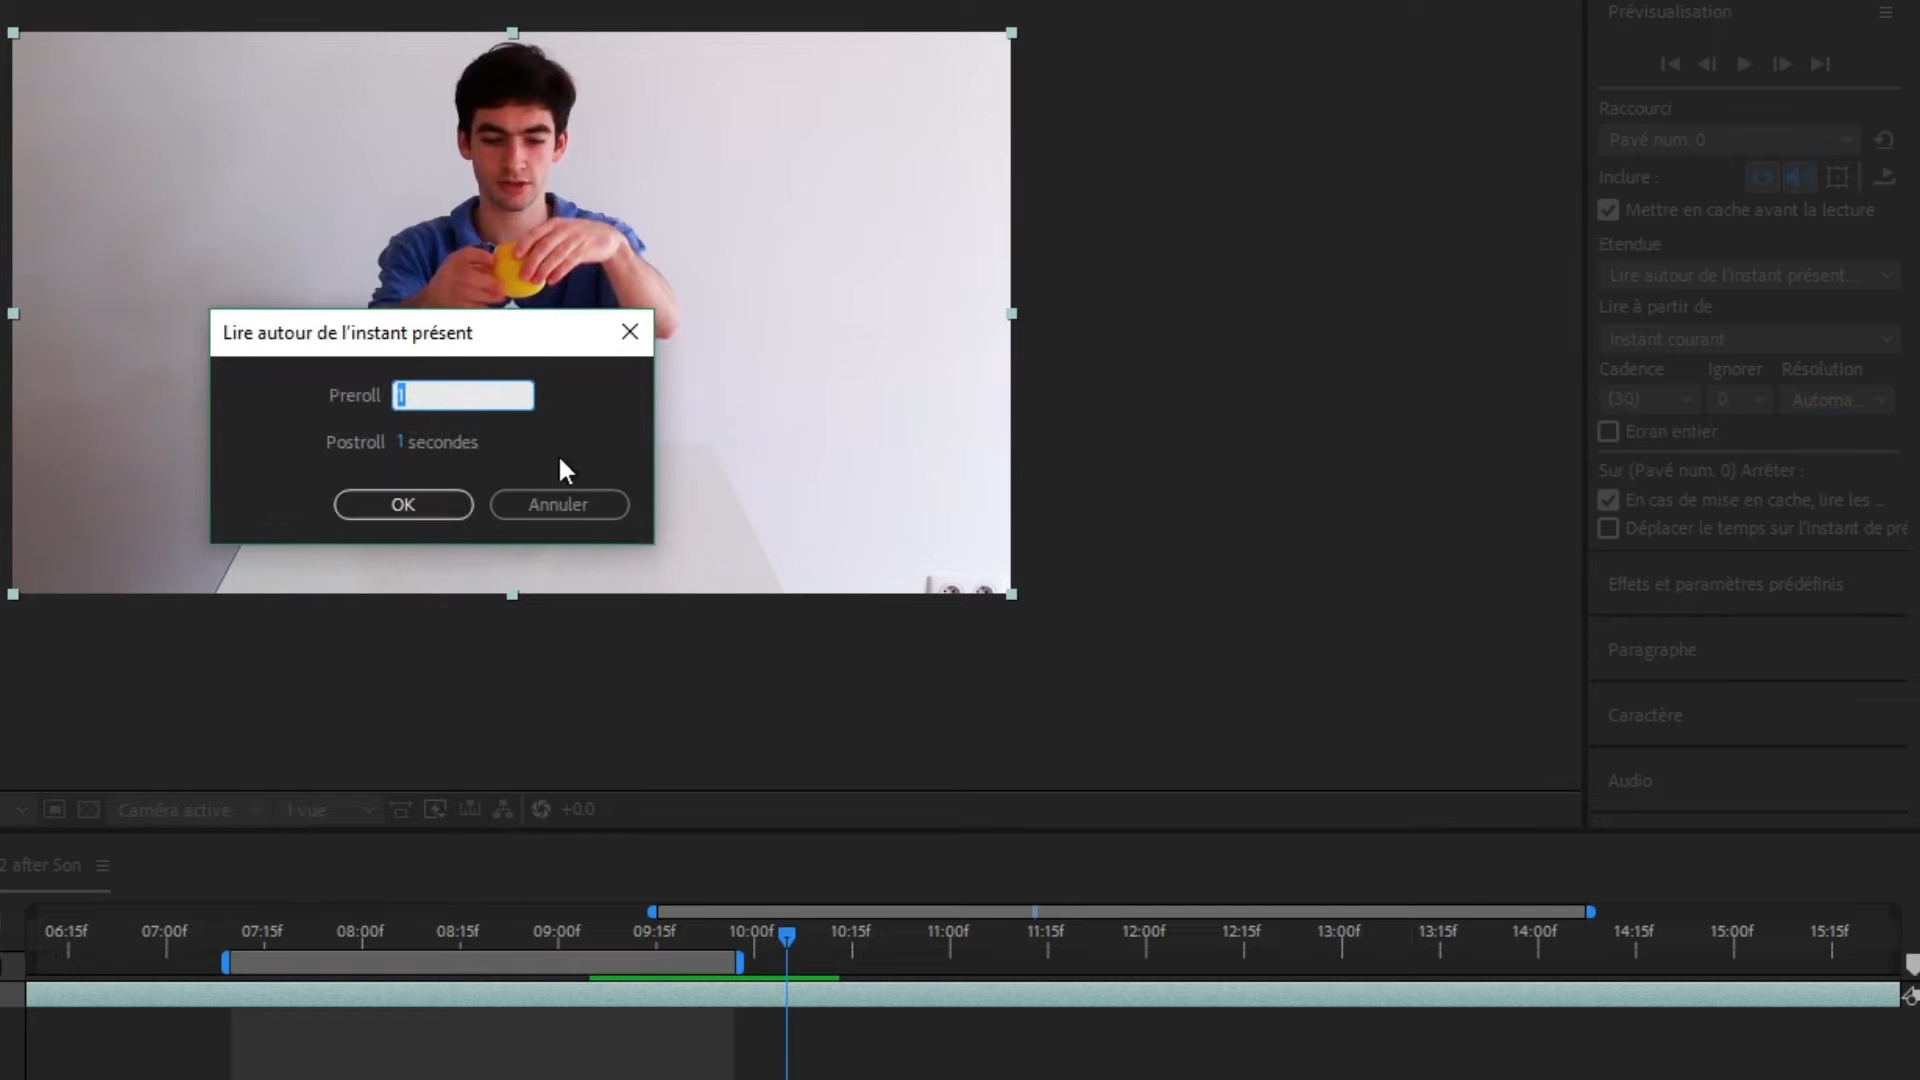 Prévisualisation
Raccourci
Pavé num. 0
Inclure :
Mettre en cache avant la lecture
Etendue
Lire autour de l'instant présent...
Lire à partir de
Instant courant
Cadence Ignorer Résolution
(30) 0 Automa...
Ecran entier
Sur (Pavé num. 0) Arrêter :
En cas de mise en cache, lire les ...
Déplacer le temps sur l'instant de pré
Effets et paramètres prédéfinis
Paragraphe
Caractère
Audio
Lire autour de l'instant présent
Preroll 1
Postroll 1 secondes
OK Annuler
Caméra active 1 vue +0.0
2 after Son
06:15f 07:00f 07:15f 08:00f 08:15f 09:00f 09:15f 10:00f 10:15f 11:00f 11:15f 12:00f 12:15f 13:00f 13:15f 14:00f 14:15f 15:00f 15:15f